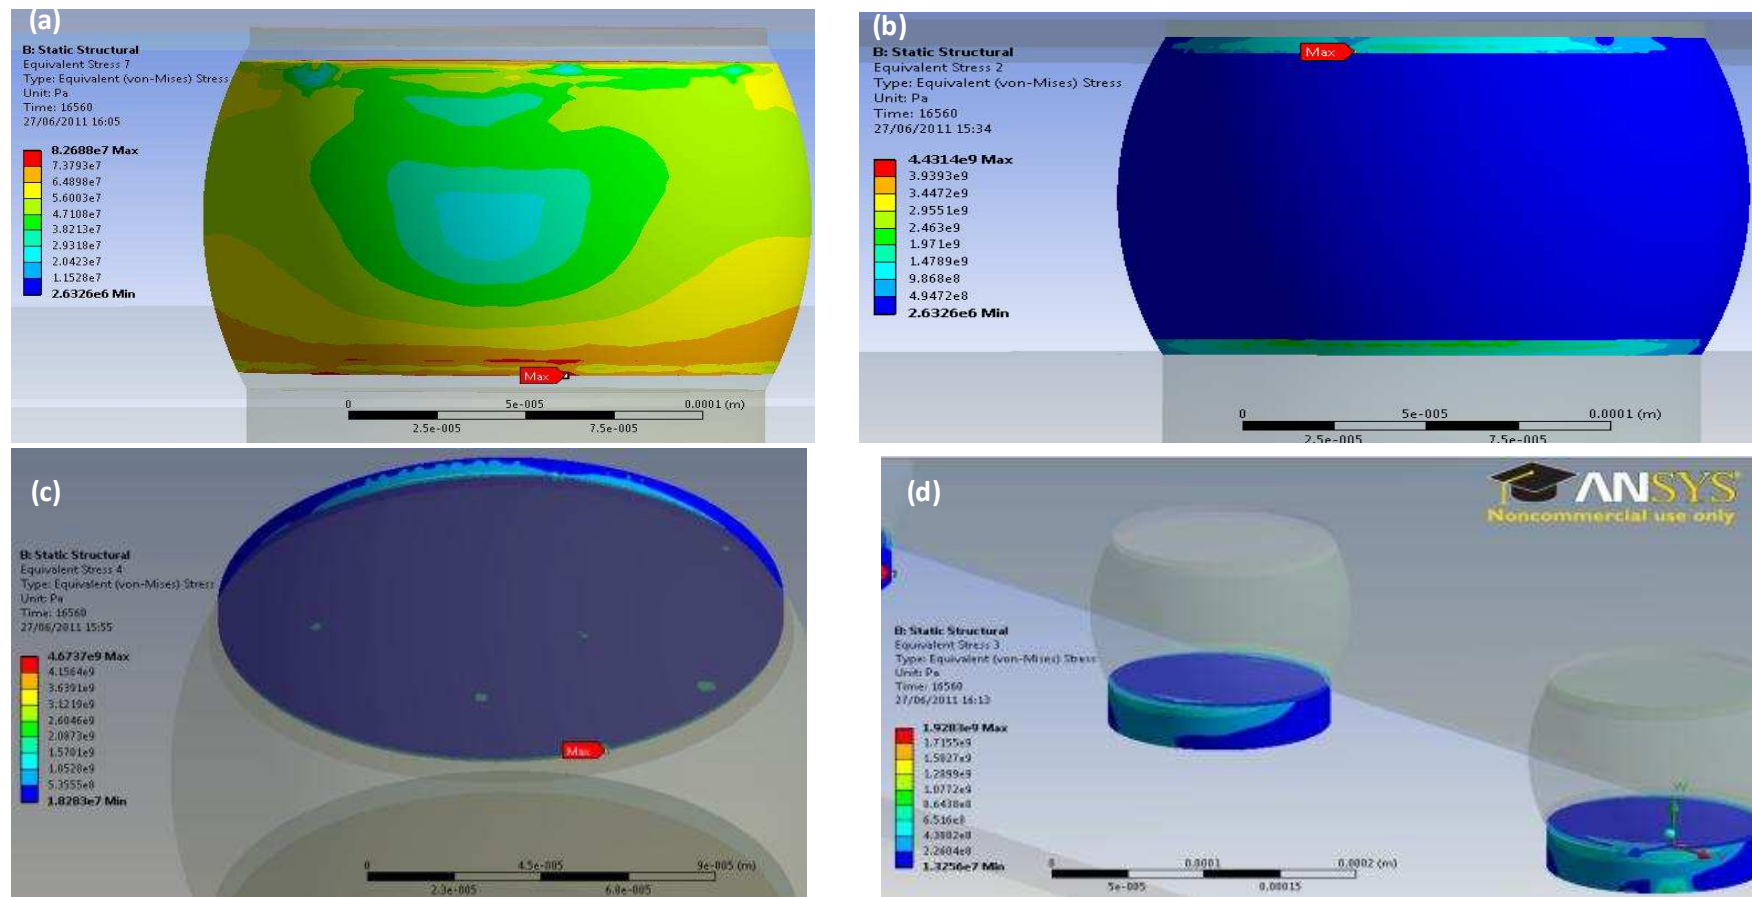 (a)
B: Static Structural
Equivalent Stress 7
Type: Equivalent (von-Mises) Stress
Unit: Pa
Time: 16560
27/06/2011 16:05
8.2688e7 Max
7.3793e7
6.4898e7
5.6003e7
4.7108e7
3.8213e7
2.9318e7
2.0423e7
1.1528e7
2.6326e6 Min
Max
0 5e-005 0.0001 (m)
2.5e-005 7.5e-005
(b)
B: Static Structural
Equivalent Stress 2
Type: Equivalent (von-Mises) Stress
Unit: Pa
Time: 16560
27/06/2011 15:34
4.4314e9 Max
3.9393e9
3.4472e9
2.9551e9
2.463e9
1.971e9
1.4789e9
9.868e8
4.9472e8
2.6326e6 Min
Max
0 5e-005 0.0001 (m)
2.5e-005 7.5e-005
(c)
B: Static Structural
Equivalent Stress 4
Type: Equivalent (von-Mises) Stress
Unit: Pa
Time: 16560
27/06/2011 15:55
4.6737e9 Max
4.1564e9
3.6391e9
3.1219e9
2.6046e9
2.0873e9
1.5701e9
1.0528e9
5.3555e8
1.8283e7 Min
Max
0 4.5e-005 9e-005 (m)
2.3e-005 6.8e-005
(d)
ANSYS
Noncommercial use only
B: Static Structural
Equivalent Stress 3
Type: Equivalent (von-Mises) Stress
Unit: Pa
Time: 16560
27/06/2011 16:13
1.9283e9 Max
1.7155e9
1.5027e9
1.2899e9
1.0772e9
8.6438e8
6.516e8
4.3882e8
2.2604e8
1.3256e7 Min
0 0.0001 0.0002 (m)
5e-005 0.00015